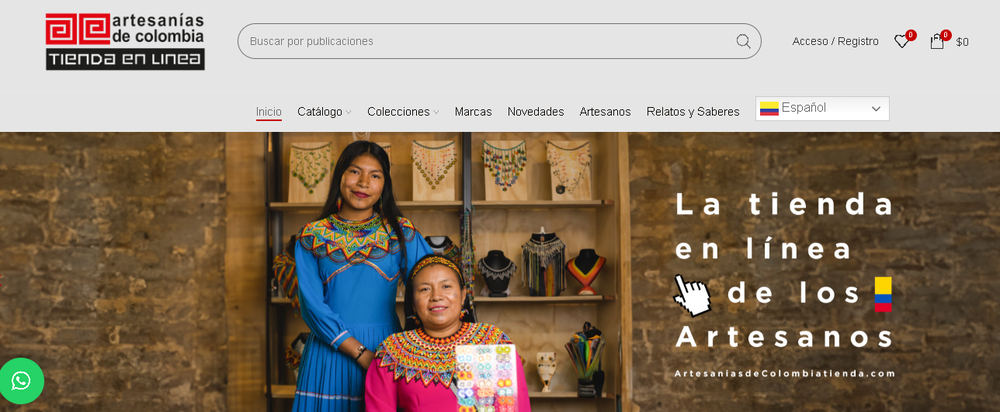 artesanías
de colombia
TIENDA EN LINEA
Buscar por publicaciones
Acceso / Registro
0
0
$0
Inicio
Catálogo
Colecciones
Marcas
Novedades
Artesanos
Relatos y Saberes
Español
La tienda
en línea
de los
Artesanos
ArtesaniasdeColombiatienda.com